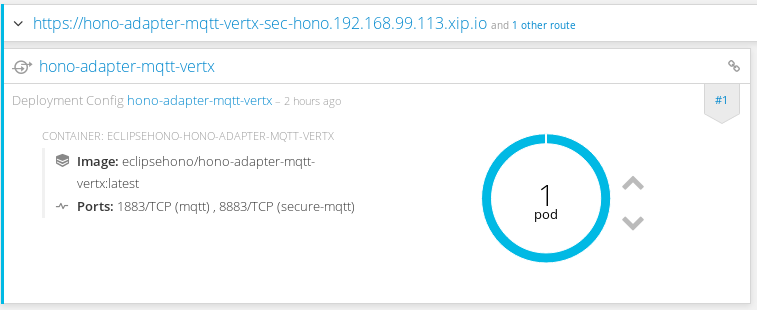 https://hono-adapter-mqtt-vertx-sec-hono.192.168.99.113.xip.io and 1 other route
hono-adapter-mqtt-vertx
Deployment Config hono-adapter-mqtt-vertx – 2 hours ago
#1
CONTAINER: ECLIPSEHONO-HONO-ADAPTER-MQTT-VERTX
Image: eclipsehono/hono-adapter-mqtt-
vertx:latest
Ports: 1883/TCP (mqtt) , 8883/TCP (secure-mqtt)
1
pod